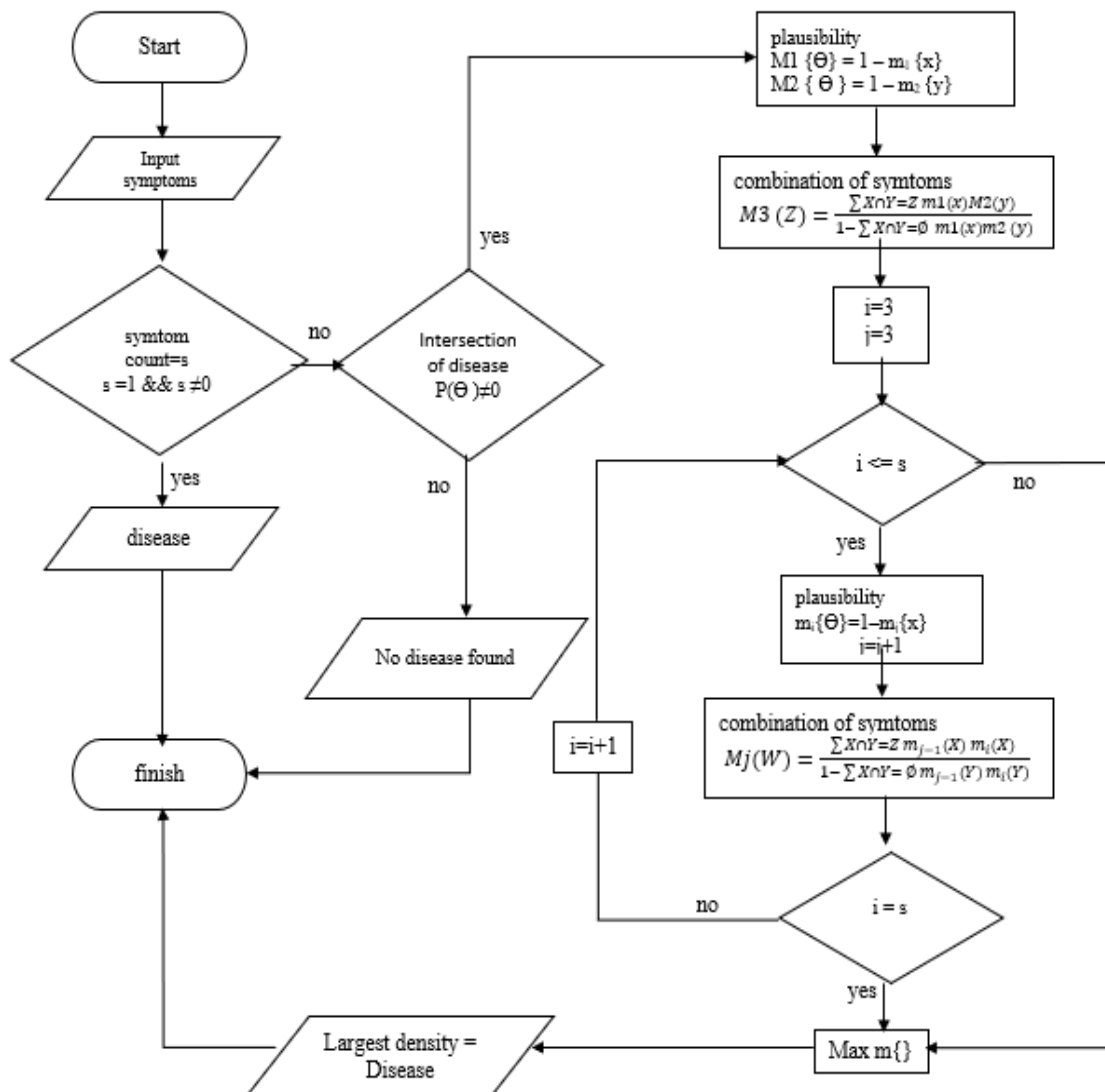 Start
Input
symptoms
symtom
count=s
s =1 && s ≠0
no
yes
disease
finish
Intersection
of disease
P(Ө )≠0
yes
no
No disease found
plausibility
M1 {Ө} = 1 – m₁ {x}
M2 { Ө } = 1 – m₂ {y}
combination of symtoms
M3 (Z) = ∑X∩Y=Z m1(x)M2(y) / 1−∑X∩Y=∅ m1(x)m2 (y)
i=3
j=3
i <= s
no
yes
plausibility
mᵢ{Ө}=1–mᵢ{x}
j=j+1
combination of symtoms
Mj(W) = ∑X∩Y=Z mⱼ₋₁(X) mᵢ(X) / 1−∑X∩Y= ∅ mⱼ₋₁(Y) mᵢ(Y)
i=i+1
i = s
no
yes
Max m{}
Largest density =
Disease